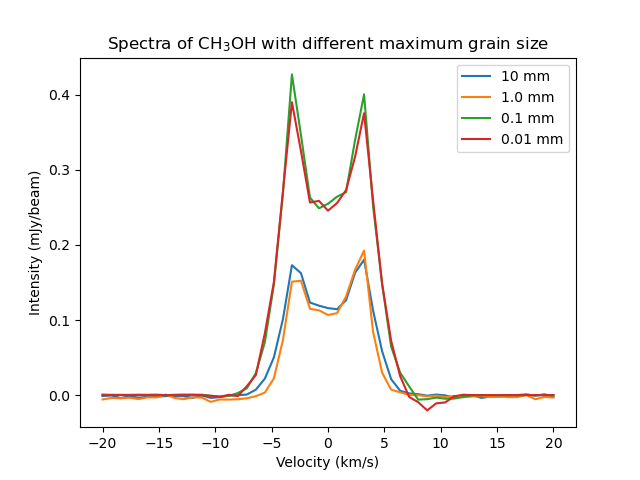 Spectra of CH₃OH with different maximum grain size
10 mm
1.0 mm
0.1 mm
0.01 mm
Intensity (mJy/beam)
0.4
0.3
0.2
0.1
0.0
−20 −15 −10 −5 0 5 10 15 20
Velocity (km/s)